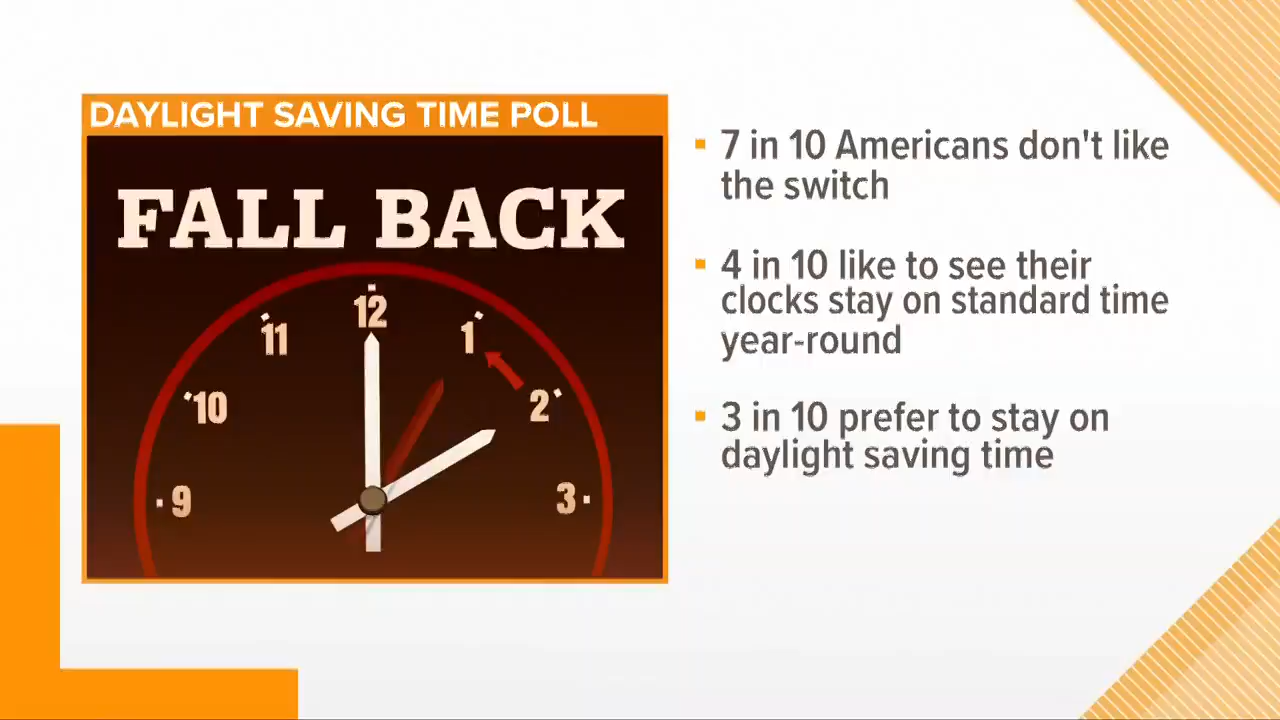 DAYLIGHT SAVING TIME POLL
FALL BACK
12
11
1
10
2
9
3
7 in 10 Americans don't like
the switch
4 in 10 like to see their
clocks stay on standard time
year-round
3 in 10 prefer to stay on
daylight saving time